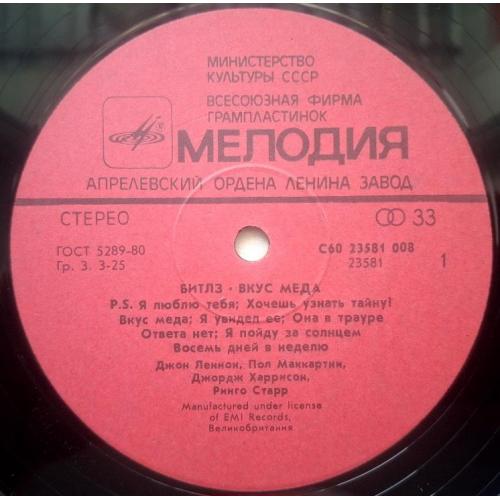 МИНИСТЕРСТВО
КУЛЬТУРЫ СССР
ВСЕСОЮЗНАЯ ФИРМА
ГРАМПЛАСТИНОК
МЕЛОДИЯ
АПРЕЛЕВСКИЙ ОРДЕНА ЛЕНИНА ЗАВОД
СТЕРЕО 33
ГОСТ 5289-80 С60 23581 008
Гр. 3. 3-25 23581 1
БИТЛЗ · ВКУС МЕДА
P.S. Я люблю тебя; Хочешь узнать тайну!
Вкус меда; Я увидел ее; Она в трауре
Ответа нет; Я пойду за солнцем
Восемь дней в неделю
Джон Леннон, Пол Маккартни,
Джордж Харрисон,
Ринго Старр
Manufactured under license
of EMI Records,
Великобритания